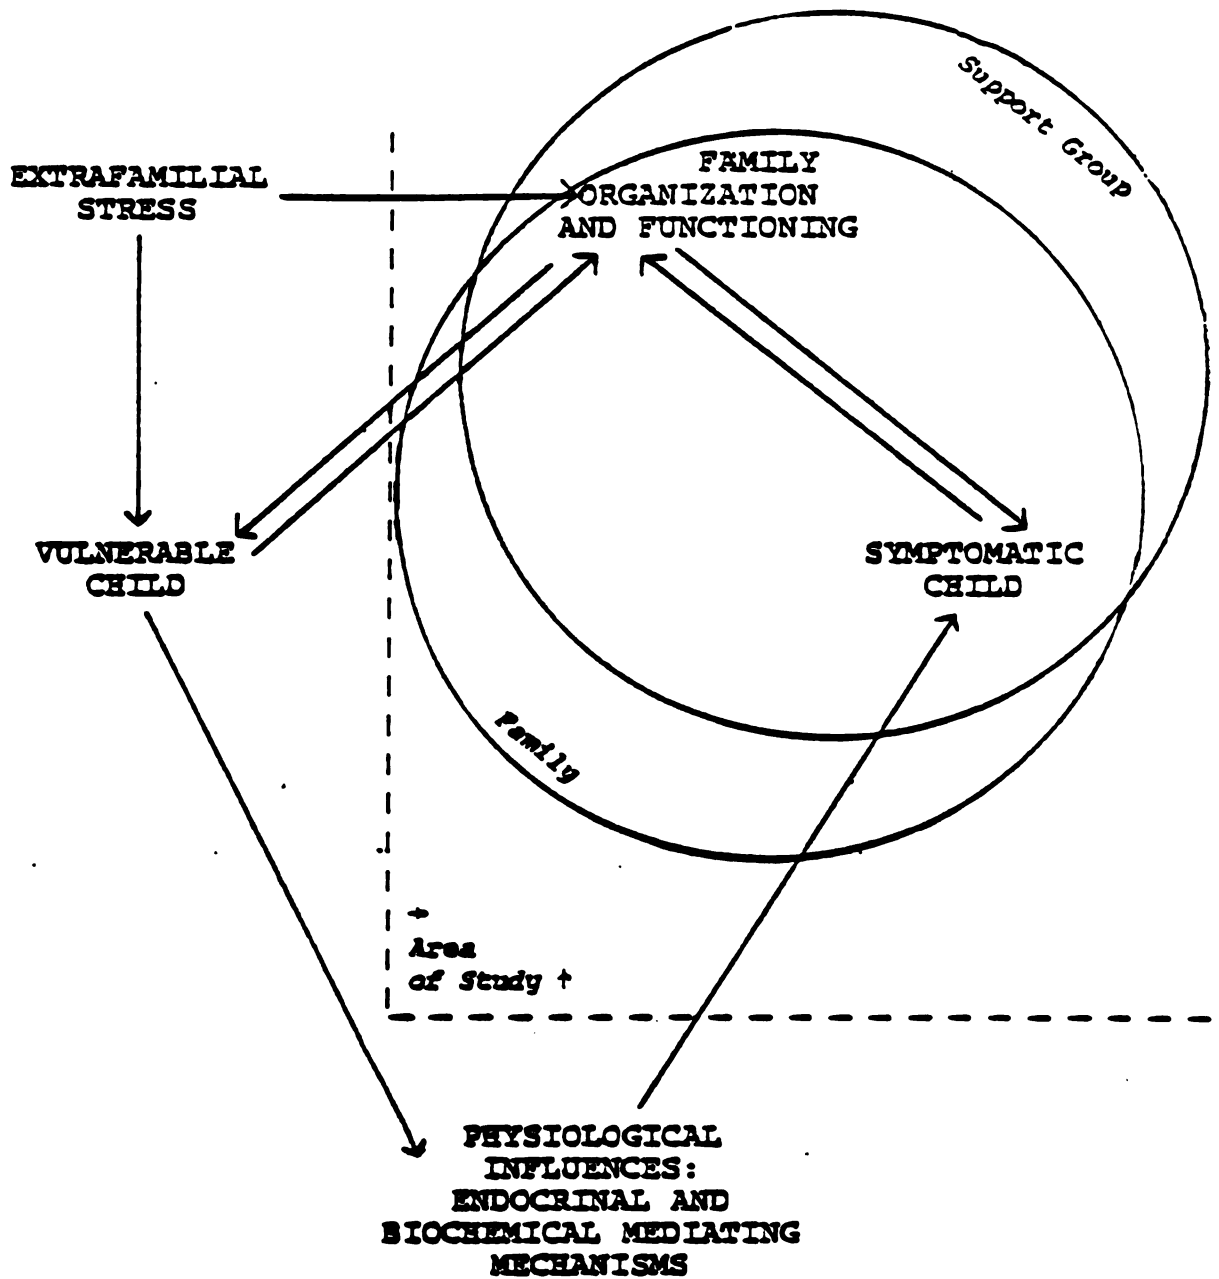 Support Group
EXTRAFAMILIAL
STRESS
FAMILY
ORGANIZATION
AND FUNCTIONING
VULNERABLE
CHILD
SYMPTOMATIC
CHILD
Family
→
Area
of Study ↑
PHYSIOLOGICAL
INFLUENCES:
ENDOCRINAL AND
BIOCHEMICAL MEDIATING
MECHANISMS